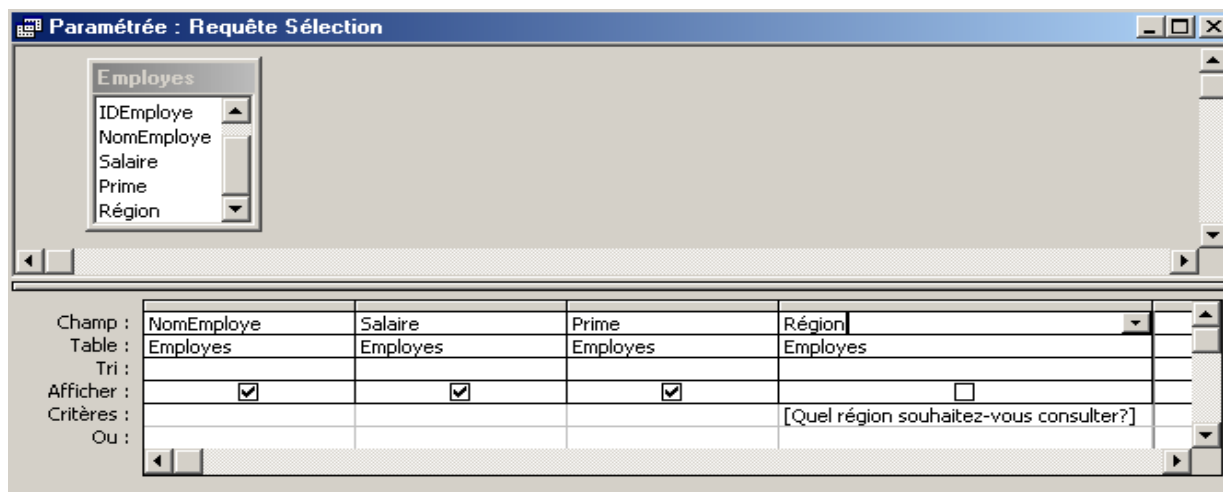 Paramétrée : Requête Sélection
Employes
IDEmploye
NomEmploye
Salaire
Prime
Région
Champ : NomEmploye Salaire Prime Région
Table : Employes Employes Employes Employes
Tri :
Afficher :
Critères : [Quel région souhaitez-vous consulter?]
Ou :